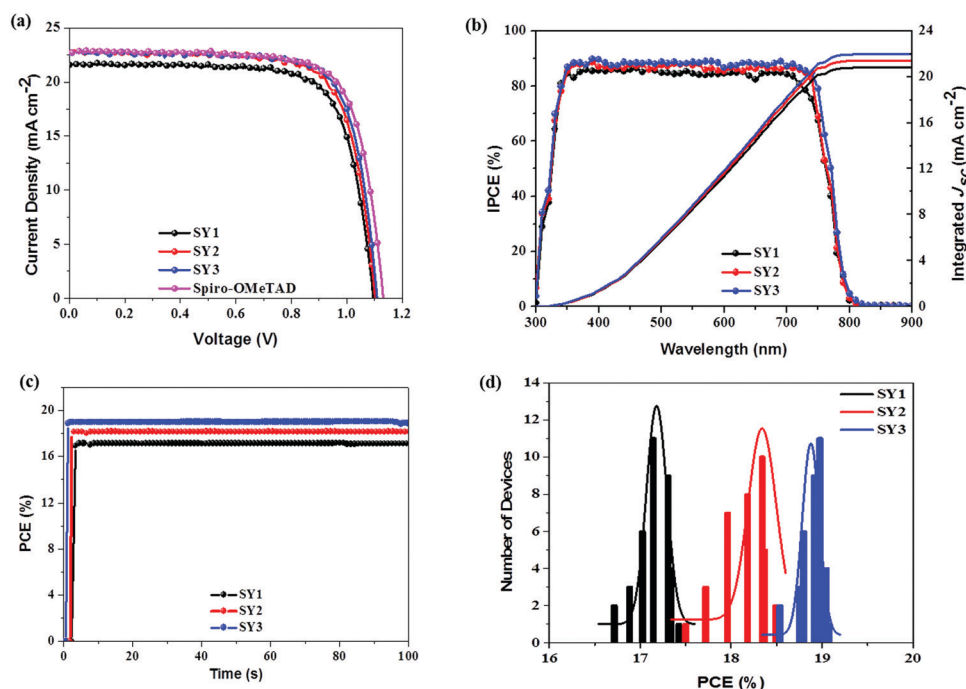 (a)
25
20
15
10
5
0
Current Density (mA cm-2)
SY1
SY2
SY3
Spiro-OMeTAD
0.0 0.2 0.4 0.6 0.8 1.0 1.2
Voltage (V)
(b)
100
80
60
40
20
0
IPCE (%)
24
20
16
12
8
4
0
Integrated JSC (mA cm-2)
SY1
SY2
SY3
300 400 500 600 700 800 900
Wavelength (nm)
(c)
20
16
12
8
4
0
PCE (%)
SY1
SY2
SY3
0 20 40 60 80 100
Time (s)
(d)
14
12
10
8
6
4
2
0
Number of Devices
SY1
SY2
SY3
16 17 18 19 20
PCE (%)